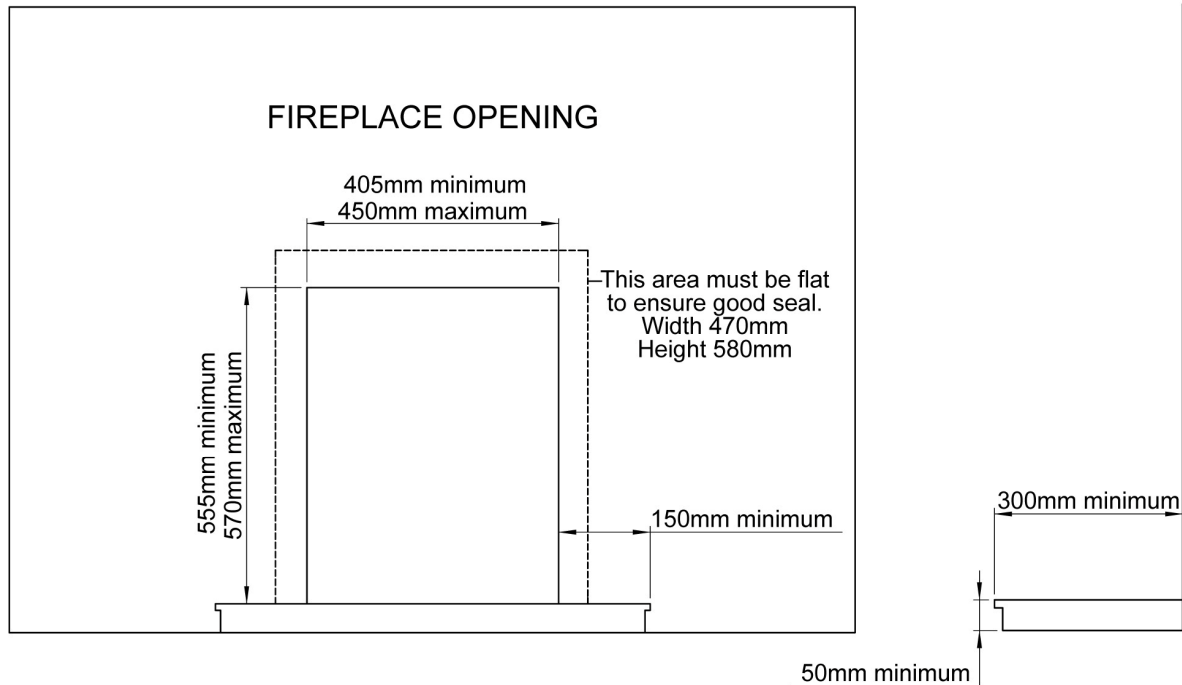 FIREPLACE OPENING
405mm minimum
450mm maximum
This area must be flat
to ensure good seal.
Width 470mm
Height 580mm
555mm minimum
570mm maximum
150mm minimum
300mm minimum
50mm minimum